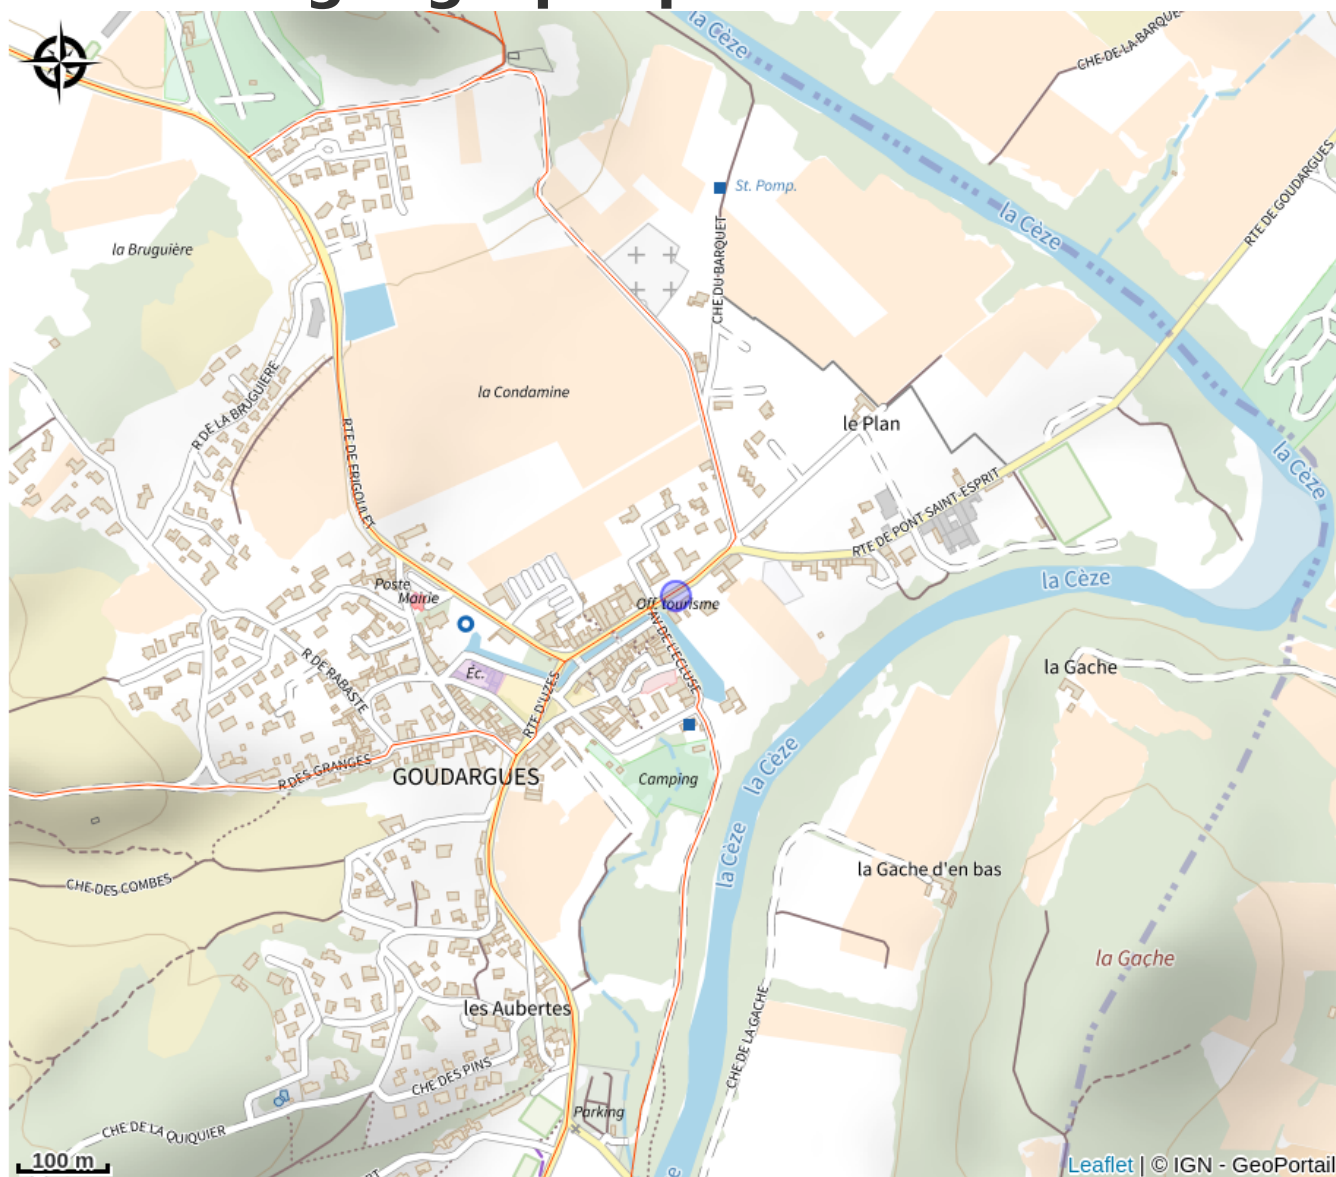 la Cèze
CHE DE LA BARQUE
RTE DE GOUDARGUES
St. Pomp.
la Cèze
la Bruguière
CHE DU BARQUET
la Condamine
R DE LA BRUGUIERE
RTE DE FRIGOULET
le Plan
la Cèze
RTE DE PONT SAINT-ESPRIT
Poste
Mairie
Off. tourisme
la Cèze
AV DE L'ECLUSE
R DE RABASTE
Éc.
la Gache
RTE D'UZES
R DES GRANGES
GOUDARGUES
Camping
la Cèze
la Cèze
la Gache d'en bas
CHE DES COMBES
la Gache
les Aubertes
CHE DE LA GACHE
CHE DES PINS
Parking
CHE DE LA QUIQUIER
100 m
Leaflet | © IGN - GeoPortail